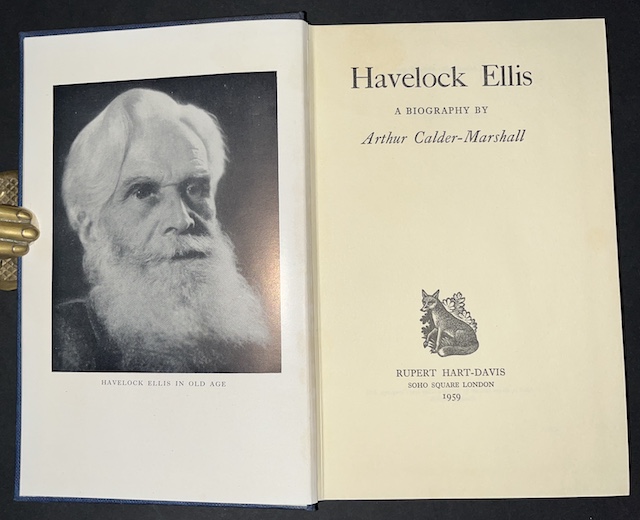 HAVELOCK ELLIS IN OLD AGE
Havelock Ellis
A BIOGRAPHY BY
Arthur Calder-Marshall
RUPERT HART-DAVIS
SOHO SQUARE LONDON
1959